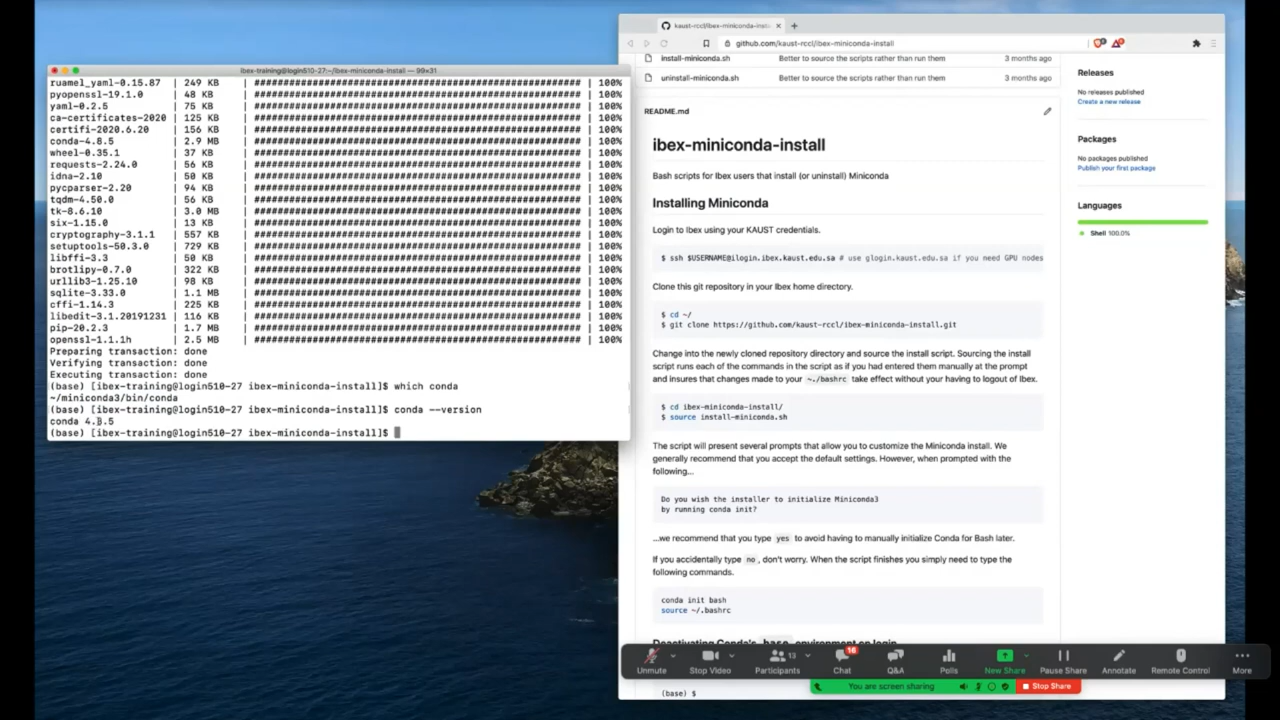 ibex-training@login510-27:~/ibex-miniconda-install — 99×31
ruamel_yaml-0.15.87 | 249 KB | ################################################## | 100%
pyopenssl-19.1.0 | 48 KB | ################################################## | 100%
yaml-0.2.5 | 75 KB | ################################################## | 100%
ca-certificates-2020 | 125 KB | ################################################## | 100%
certifi-2020.6.20 | 156 KB | ################################################## | 100%
conda-4.8.5 | 2.9 MB | ################################################## | 100%
wheel-0.35.1 | 37 KB | ################################################## | 100%
requests-2.24.0 | 56 KB | ################################################## | 100%
idna-2.10 | 50 KB | ################################################## | 100%
pycparser-2.20 | 94 KB | ################################################## | 100%
tqdm-4.50.0 | 56 KB | ################################################## | 100%
tk-8.6.10 | 3.0 MB | ################################################## | 100%
six-1.15.0 | 13 KB | ################################################## | 100%
cryptography-3.1.1 | 557 KB | ################################################## | 100%
setuptools-50.3.0 | 729 KB | ################################################## | 100%
libffi-3.3 | 50 KB | ################################################## | 100%
brotlipy-0.7.0 | 322 KB | ################################################## | 100%
urllib3-1.25.10 | 98 KB | ################################################## | 100%
sqlite-3.33.0 | 1.1 MB | ################################################## | 100%
cffi-1.14.3 | 225 KB | ################################################## | 100%
libedit-3.1.20191231 | 116 KB | ################################################## | 100%
pip-20.2.3 | 1.7 MB | ################################################## | 100%
openssl-1.1.1h | 2.5 MB | ################################################## | 100%
Preparing transaction: done
Verifying transaction: done
Executing transaction: done
(base) [ibex-training@login510-27 ibex-miniconda-install]$ which conda
~/miniconda3/bin/conda
(base) [ibex-training@login510-27 ibex-miniconda-install]$ conda --version
conda 4.8.5
(base) [ibex-training@login510-27 ibex-miniconda-install]$
kaust-rccl/ibex-miniconda-insta
github.com/kaust-rccl/ibex-miniconda-install
install-miniconda.sh Better to source the scripts rather than run them 3 months ago
uninstall-miniconda.sh Better to source the scripts rather than run them 3 months ago
README.md
ibex-miniconda-install
Bash scripts for Ibex users that install (or uninstall) Miniconda
Installing Miniconda
Login to Ibex using your KAUST credentials.
$ ssh $USERNAME@ilogin.ibex.kaust.edu.sa # use glogin.kaust.edu.sa if you need GPU nodes
Clone this git repository in your Ibex home directory.
$ cd ~/
$ git clone https://github.com/kaust-rccl/ibex-miniconda-install.git
Change into the newly cloned repository directory and source the install script. Sourcing the install
script runs each of the commands in the script as if you had entered them manually at the prompt
and insures that changes made to your ~./bashrc take effect without your having to logout of Ibex.
$ cd ibex-miniconda-install/
$ source install-miniconda.sh
The script will present several prompts that allow you to customize the Miniconda install. We
generally recommend that you accept the default settings. However, when prompted with the
following...
Do you wish the installer to initialize Miniconda3
by running conda init?
...we recommend that you type yes to avoid having to manually initialize Conda for Bash later.
If you accidentally type no, don't worry. When the script finishes you simply need to type the
following commands.
conda init bash
source ~/.bashrc
Deactivating Conda's base environment on login
(base) $
Releases
No releases published
Create a new release
Packages
No packages published
Publish your first package
Languages
Shell 100.0%
Unmute
Stop Video
Participants 13
Chat 16
Q&A
Polls
New Share
Pause Share
Annotate
Remote Control
More
You are screen sharing
Stop Share